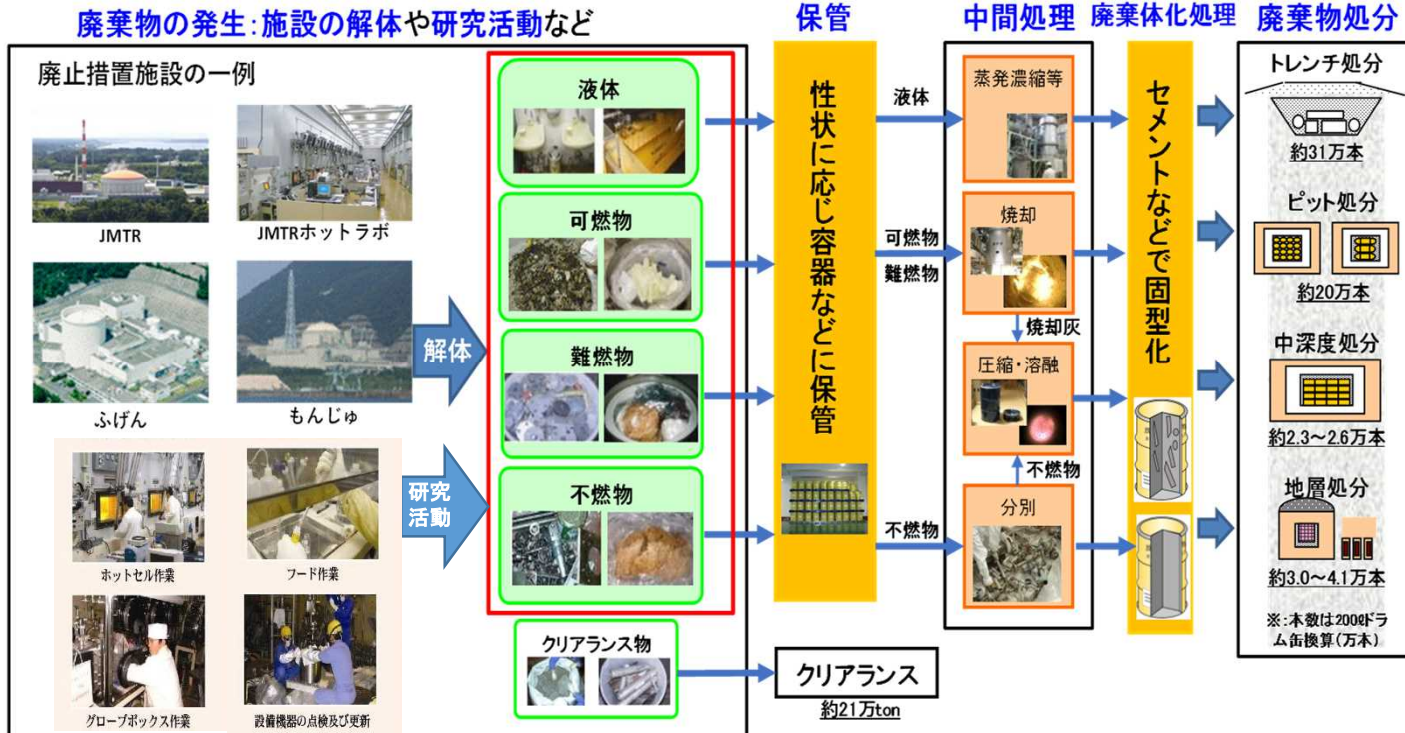 廃棄物の発生:施設の解体や研究活動など
保管
中間処理
廃棄体化処理
廃棄物処分
廃止措置施設の一例
JMTR
JMTRホットラボ
ふげん
もんじゅ
ホットセル作業
フード作業
グローブボックス作業
設備機器の点検及び更新
解体
研究
活動
液体
可燃物
難燃物
不燃物
クリアランス物
性状に応じ容器などに保管
クリアランス
約21万ton
液体
可燃物
難燃物
不燃物
蒸発濃縮等
焼却
焼却灰
圧縮・溶融
不燃物
分別
セメントなどで固型化
トレンチ処分
約31万本
ピット処分
約20万本
中深度処分
約2.3～2.6万本
地層処分
約3.0～4.1万本
※:本数は200ℓドラ
ム缶換算(万本)